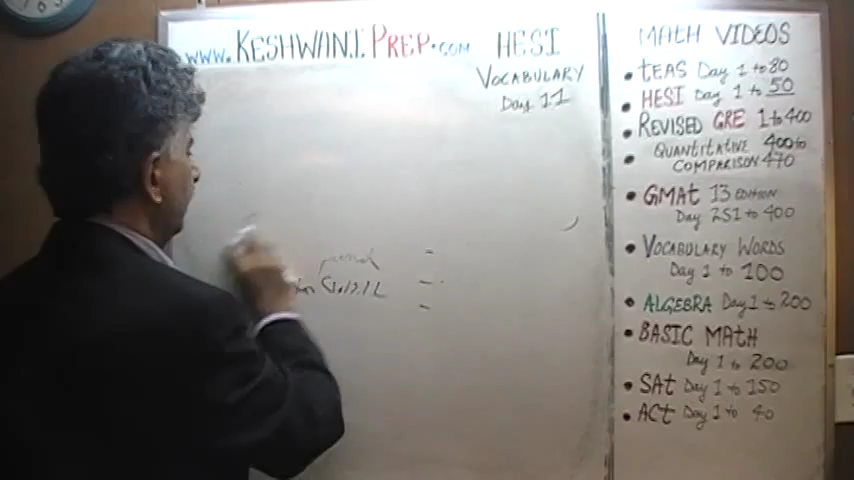 www.KESHWANI PREP.com HESI
VOCABULARY
Day 11
MATH VIDEOS
• TEAS Day 1 to 80
• HESI Day 1 to 50
• REVISED GRE 1 to 400
• QUANTITATIVE 400 to
COMPARISON 470
• GMAT 13 EDITION
Day 251 to 400
• VOCABULARY WORDS
Day 1 to 100
• ALGEBRA Day 1 to 200
• BASIC MATH
Day 1 to 200
• SAT Day 1 to 150
• ACT Day 1 to 40